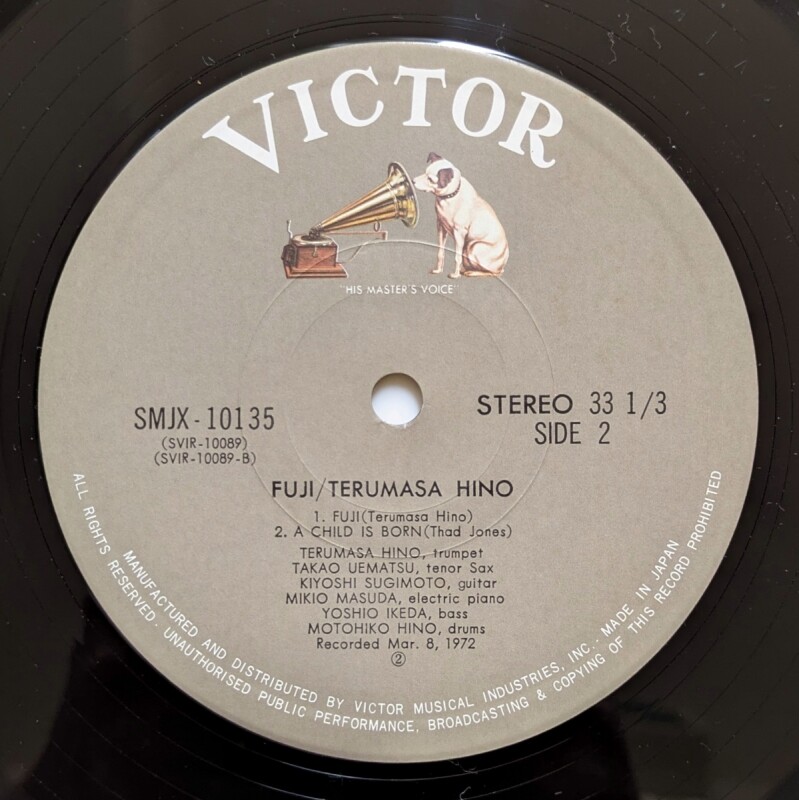 VICTOR
"HIS MASTER'S VOICE"
SMJX-10135
(SVIR-10089)
(SVIR-10089-B)
STEREO 33 1/3
SIDE 2
FUJI/TERUMASA HINO
1. FUJI(Terumasa Hino)
2. A CHILD IS BORN(Thad Jones)
TERUMASA HINO, trumpet
TAKAO UEMATSU, tenor Sax
KIYOSHI SUGIMOTO, guitar
MIKIO MASUDA, electric piano
YOSHIO IKEDA, bass
MOTOHIKO HINO, drums
Recorded Mar. 8, 1972
②
MANUFACTURED AND DISTRIBUTED BY VICTOR MUSICAL INDUSTRIES, INC.· MADE IN JAPAN
ALL RIGHTS RESERVED. UNAUTHORISED PUBLIC PERFORMANCE, BROADCASTING & COPYING OF THIS RECORD PROHIBITED